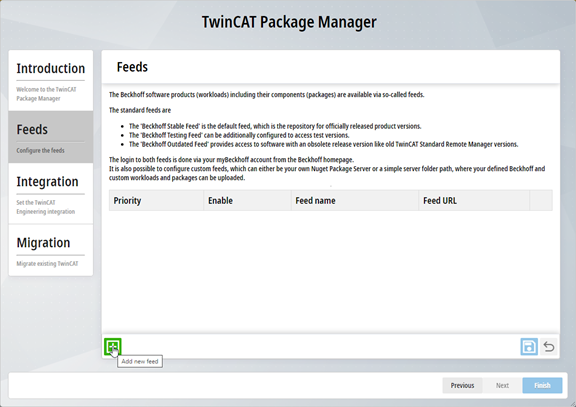 TwinCAT Package Manager
Introduction
Welcome to the TwinCAT
Package Manager
Feeds
Configure the feeds
Integration
Set the TwinCAT
Engineering integration
Migration
Migrate existing TwinCAT
Feeds
The Beckhoff software products (workloads) including their components (packages) are available via so-called feeds.
The standard feeds are
• The 'Beckhoff Stable Feed' is the default feed, which is the repository for officially released product versions.
• The 'Beckhoff Testing Feed' can be additionally configured to access test versions.
• The 'Beckhoff Outdated Feed' provides access to software with an obsolete release version like old TwinCAT Standard Remote Manager versions.
The login to both feeds is done via your myBeckhoff account from the Beckhoff homepage.
It is also possible to configure custom feeds, which can either be your own Nuget Package Server or a simple server folder path, where your defined Beckhoff and
custom workloads and packages can be uploaded.
Priority Enable Feed name Feed URL
Add new feed
Previous Next Finish